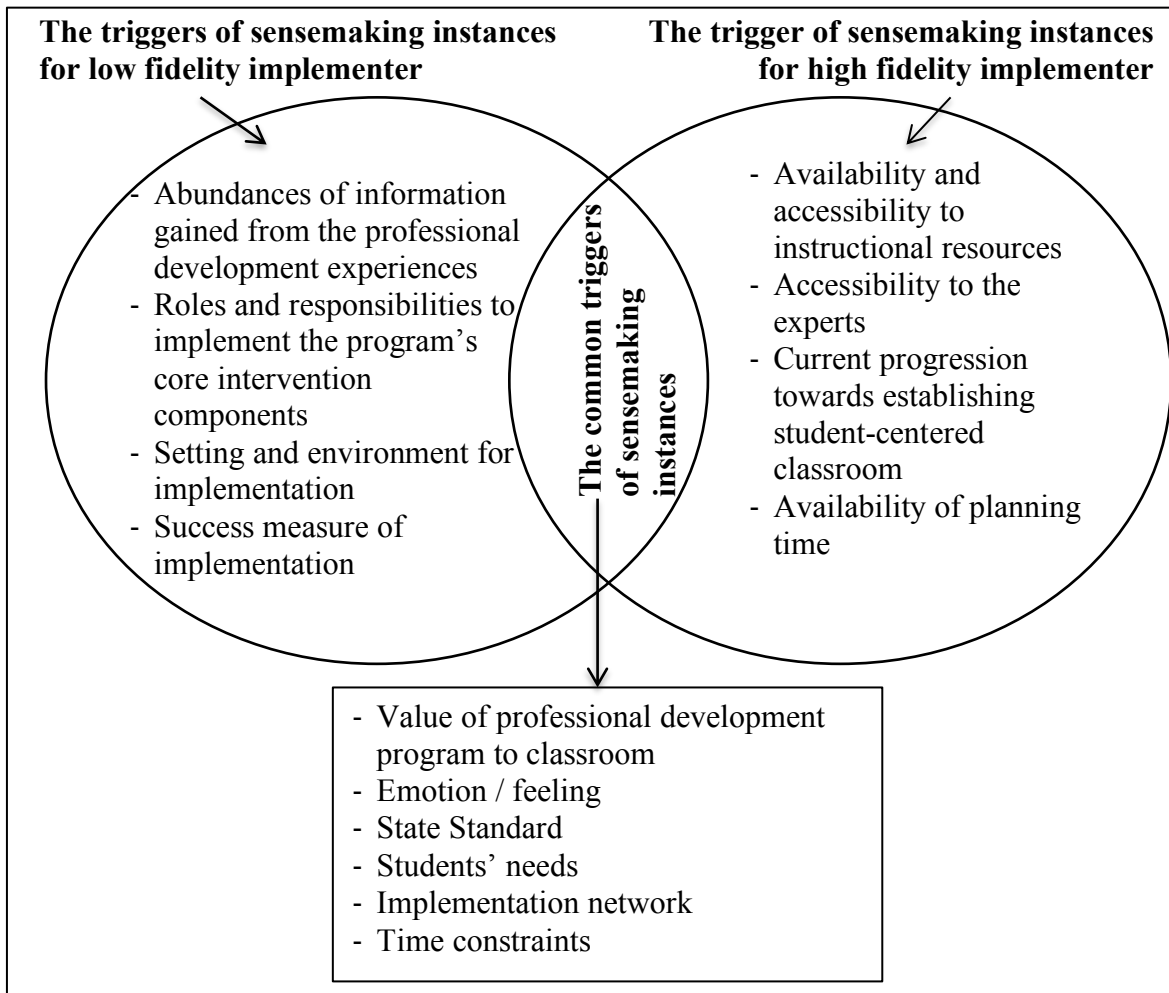 The triggers of sensemaking instances
for low fidelity implementer
The trigger of sensemaking instances
for high fidelity implementer
- Abundances of information
gained from the professional
development experiences
- Roles and responsibilities to
implement the program's
core intervention
components
- Setting and environment for
implementation
- Success measure of
implementation
The common triggers
of sensemaking
instances
- Availability and
accessibility to
instructional resources
- Accessibility to the
experts
- Current progression
towards establishing
student-centered
classroom
- Availability of planning
time
- Value of professional development
program to classroom
- Emotion / feeling
- State Standard
- Students’ needs
- Implementation network
- Time constraints